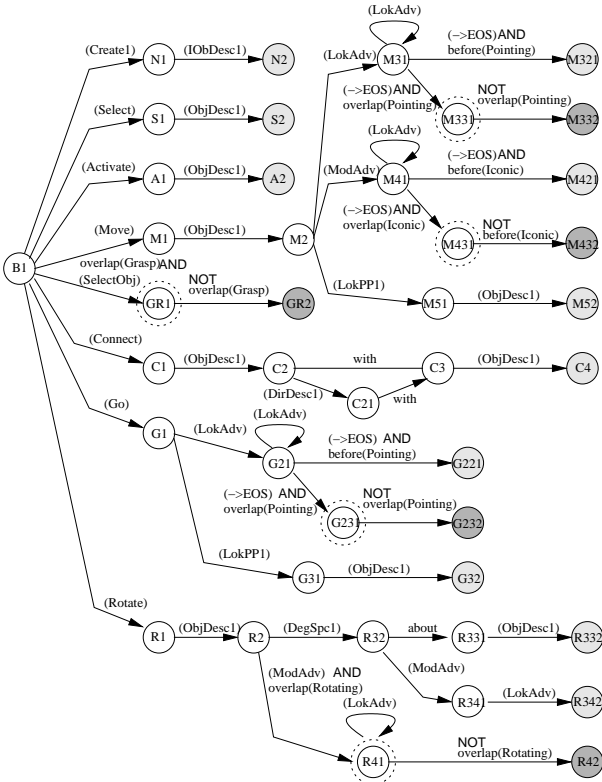 (LokAdv)
(->EOS)AND
before(Pointing)
(Create1)
N1
(IObDesc1)
N2
(LokAdv)
M31
M321
(->EOS)AND
overlap(Pointing)
NOT
overlap(Pointing)
(Select)
S1
(ObjDesc1)
S2
M331
M332
(LokAdv)
(->EOS)AND
before(Iconic)
(Activate)
A1
(ObjDesc1)
A2
(ModAdv)
M41
M421
(->EOS)AND
overlap(Iconic)
NOT
before(Iconic)
(Move)
M1
(ObjDesc1)
M2
M431
M432
B1
overlap(Grasp)AND
(SelectObj)
NOT
overlap(Grasp)
GR1
GR2
(LokPP1)
M51
(ObjDesc1)
M52
(Connect)
C1
(ObjDesc1)
C2
with
C3
(ObjDesc1)
C4
(DirDesc1)
C21
with
(Go)
G1
(LokAdv)
(LokAdv)
G21
(->EOS) AND
before(Pointing)
G221
(->EOS) AND
overlap(Pointing)
NOT
overlap(Pointing)
G231
G232
(LokPP1)
G31
(ObjDesc1)
G32
(Rotate)
R1
(ObjDesc1)
R2
(DegSpc1)
R32
about
R331
(ObjDesc1)
R332
(ModAdv)
R341
(LokAdv)
R342
(ModAdv) AND
overlap(Rotating)
(LokAdv)
R41
NOT
overlap(Rotating)
R42